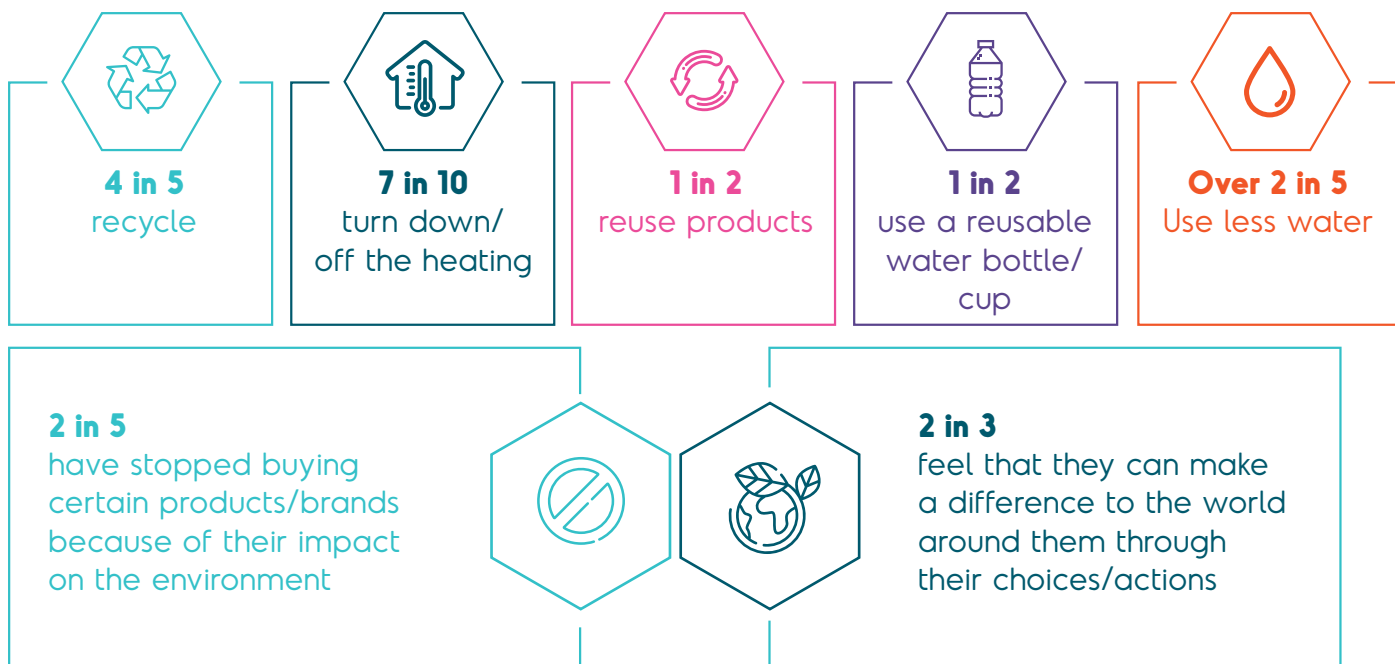 4 in 5
recycle
7 in 10
turn down/
off the heating
1 in 2
reuse products
1 in 2
use a reusable
water bottle/
cup
Over 2 in 5
Use less water
2 in 5
have stopped buying
certain products/brands
because of their impact
on the environment
2 in 3
feel that they can make
a difference to the world
around them through
their choices/actions